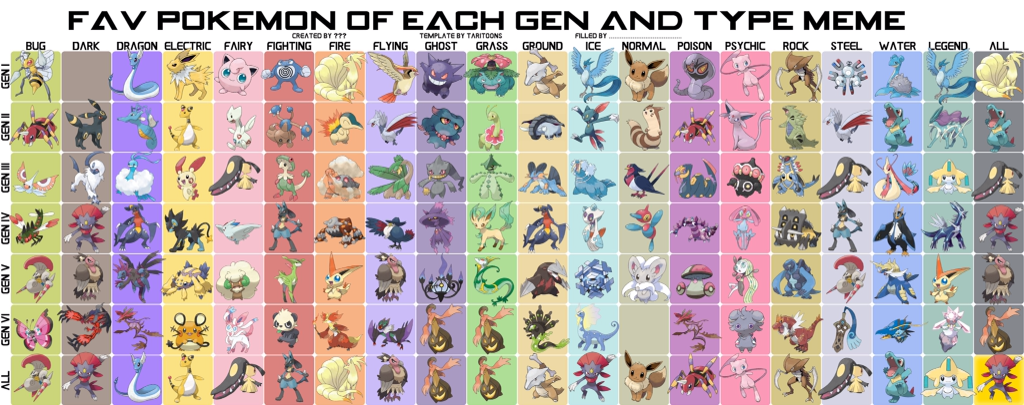 FAV POKEMON OF EACH GEN AND TYPE MEME
CREATED BY ??? TEMPLATE BY TARITOONS FILLED BY ................................
BUG DARK DRAGON ELECTRIC FAIRY FIGHTING FIRE FLYING GHOST GRASS GROUND ICE NORMAL POISON PSYCHIC ROCK STEEL WATER LEGEND. ALL
GEN I
GEN II
GEN III
GEN IV
GEN V
GEN VI
ALL